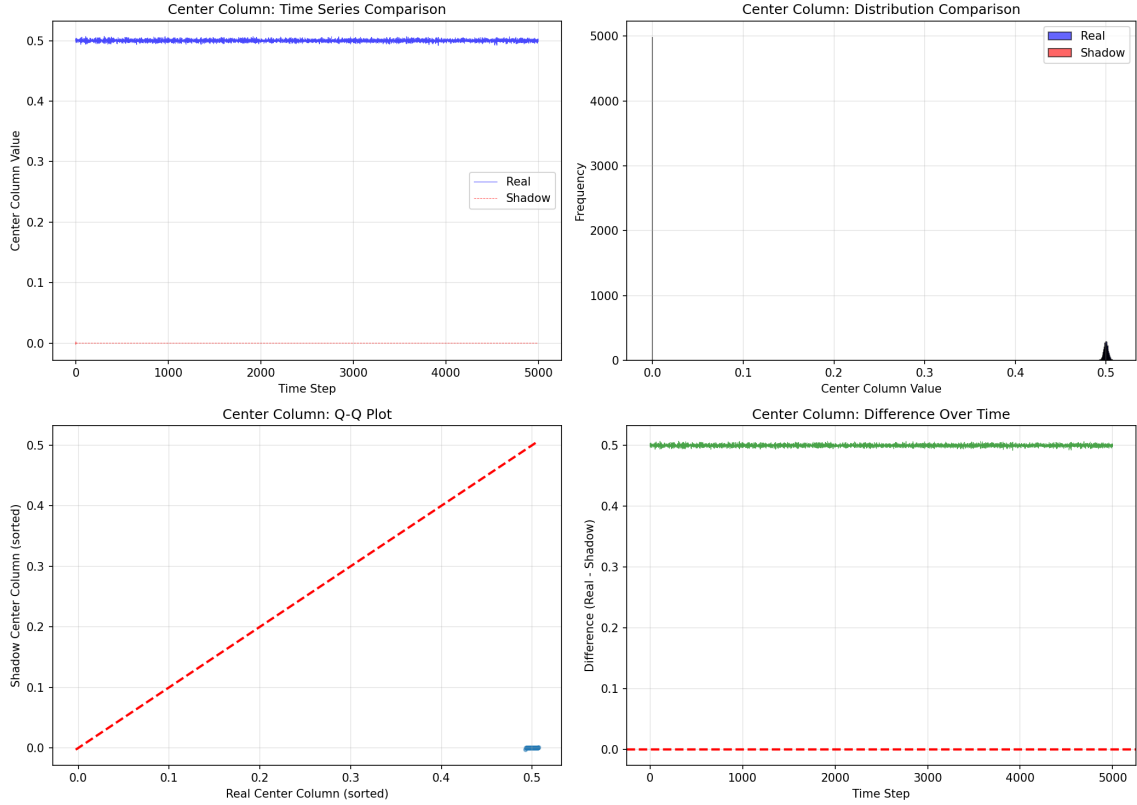 Center Column: Time Series Comparison
Center Column Value
0.5
0.4
0.3
0.2
0.1
0.0
Real
Shadow
0 1000 2000 3000 4000 5000
Time Step
Center Column: Distribution Comparison
Frequency
5000
4000
3000
2000
1000
0
Real
Shadow
0.0 0.1 0.2 0.3 0.4 0.5
Center Column Value
Center Column: Q-Q Plot
Shadow Center Column (sorted)
0.5
0.4
0.3
0.2
0.1
0.0
0.0 0.1 0.2 0.3 0.4 0.5
Real Center Column (sorted)
Center Column: Difference Over Time
Difference (Real - Shadow)
0.5
0.4
0.3
0.2
0.1
0.0
0 1000 2000 3000 4000 5000
Time Step